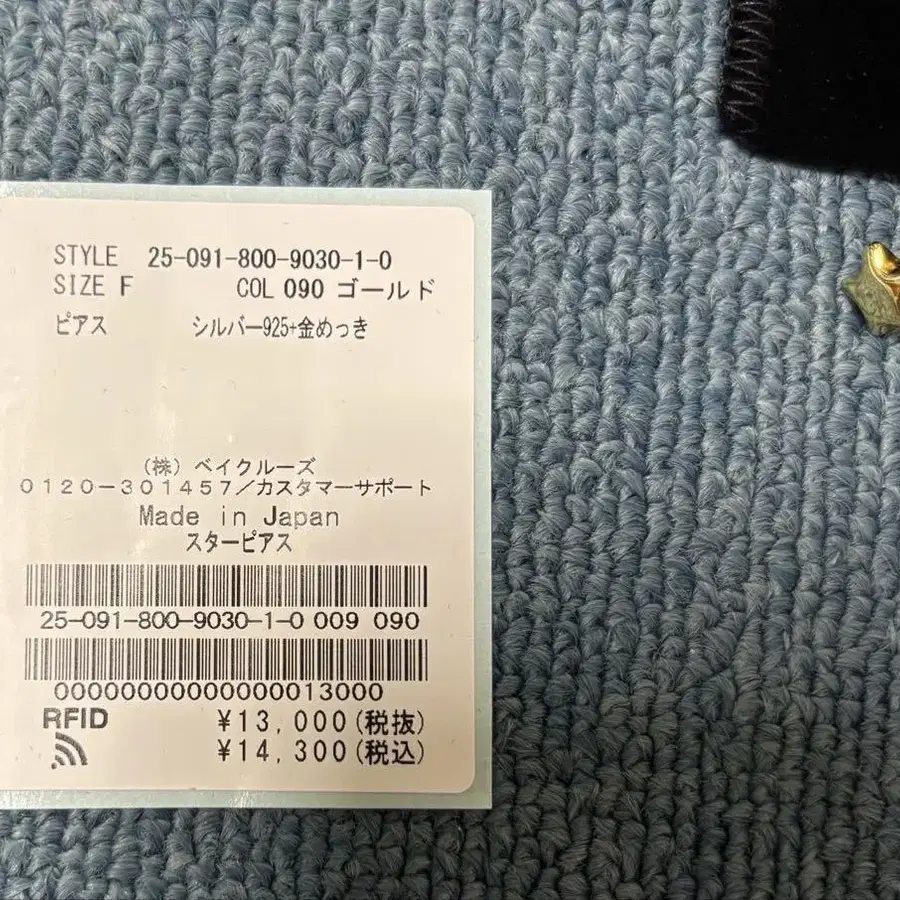 STYLE 25-091-800-9030-1-0
SIZE F COL 090 ゴールド
ピアス シルバー925+金めっき
（株）ベイクルーズ
0120-301457/カスタマーサポート
Made in Japan
スターピアス
25-091-800-9030-1-0 009 090
00000000000000013000
RFID ¥13,000(税抜)
¥14,300(税込)